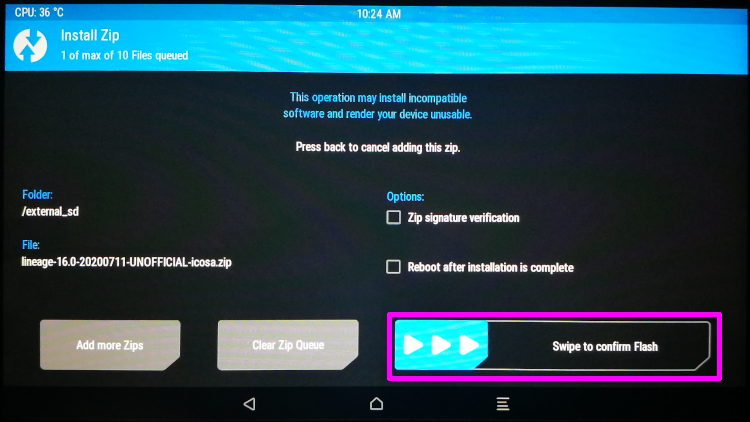 CPU: 36 °C
10:24 AM
Install Zip
1 of max of 10 Files queued
This operation may install incompatible
software and render your device unusable.
Press back to cancel adding this zip.
Folder:
/external_sd
File:
lineage-16.0-20200711-UNOFFICIAL-icosa.zip
Options:
Zip signature verification
Reboot after installation is complete
Add more Zips
Clear Zip Queue
Swipe to confirm Flash